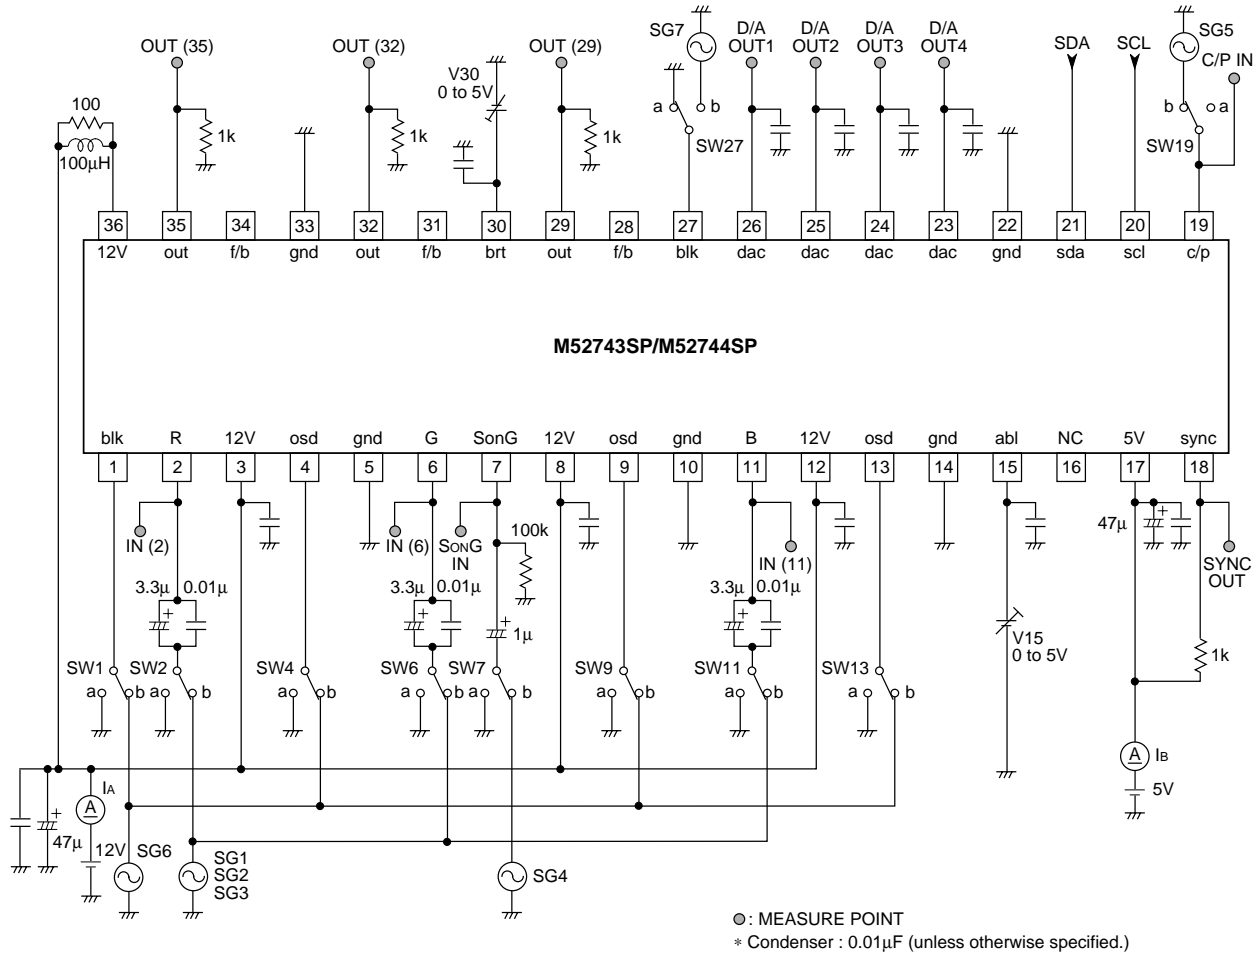 SG7 D/A D/A D/A D/A SG5
OUT (35) OUT (32) OUT (29) OUT1 OUT2 OUT3 OUT4 SDA SCL C/P IN
V30
0 to 5V
100
100µH
1k 1k 1k
a b
SW27
b a
SW19
36 35 34 33 32 31 30 29 28 27 26 25 24 23 22 21 20 19
12V out f/b gnd out f/b brt out f/b blk dac dac dac dac gnd sda scl c/p
M52743SP/M52744SP
blk R 12V osd gnd G SonG 12V osd gnd B 12V osd gnd abl NC 5V sync
1 2 3 4 5 6 7 8 9 10 11 12 13 14 15 16 17 18
IN (2) IN (6) SONG IN 100k IN (11) 47µ + SYNC OUT
3.3µ 0.01µ 3.3µ 0.01µ 3.3µ 0.01µ
+ + + 1µ + V15
0 to 5V
1k
SW1 SW2 SW4 SW6 SW7 SW9 SW11 SW13
a b a b a b a b a b a b a b a b
IA
A
A IB
5V
+
47µ 12V SG6 SG1
SG2
SG3
SG4
: MEASURE POINT
* Condenser : 0.01µF (unless otherwise specified.)